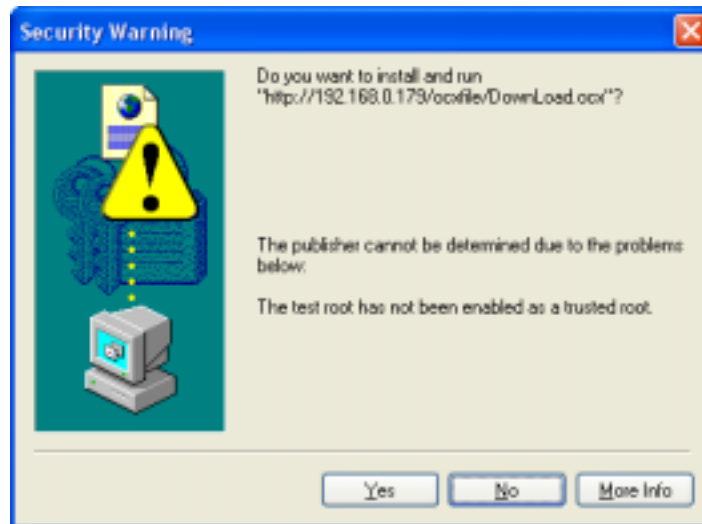 Security Warning
Do you want to install and run
"http://192.168.0.179/ocxfile/DownLoad.ocx"?
The publisher cannot be determined due to the problems
below:
The test root has not been enabled as a trusted root.
Yes
No
More Info